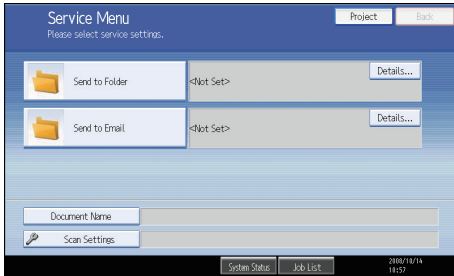 Service Menu
Project
Back
Please select service settings.
Send to Folder
<Not Set>
Details...
Send to Email
<Not Set>
Details...
Document Name
Scan Settings
System Status
Job List
2008/10/14
10:57